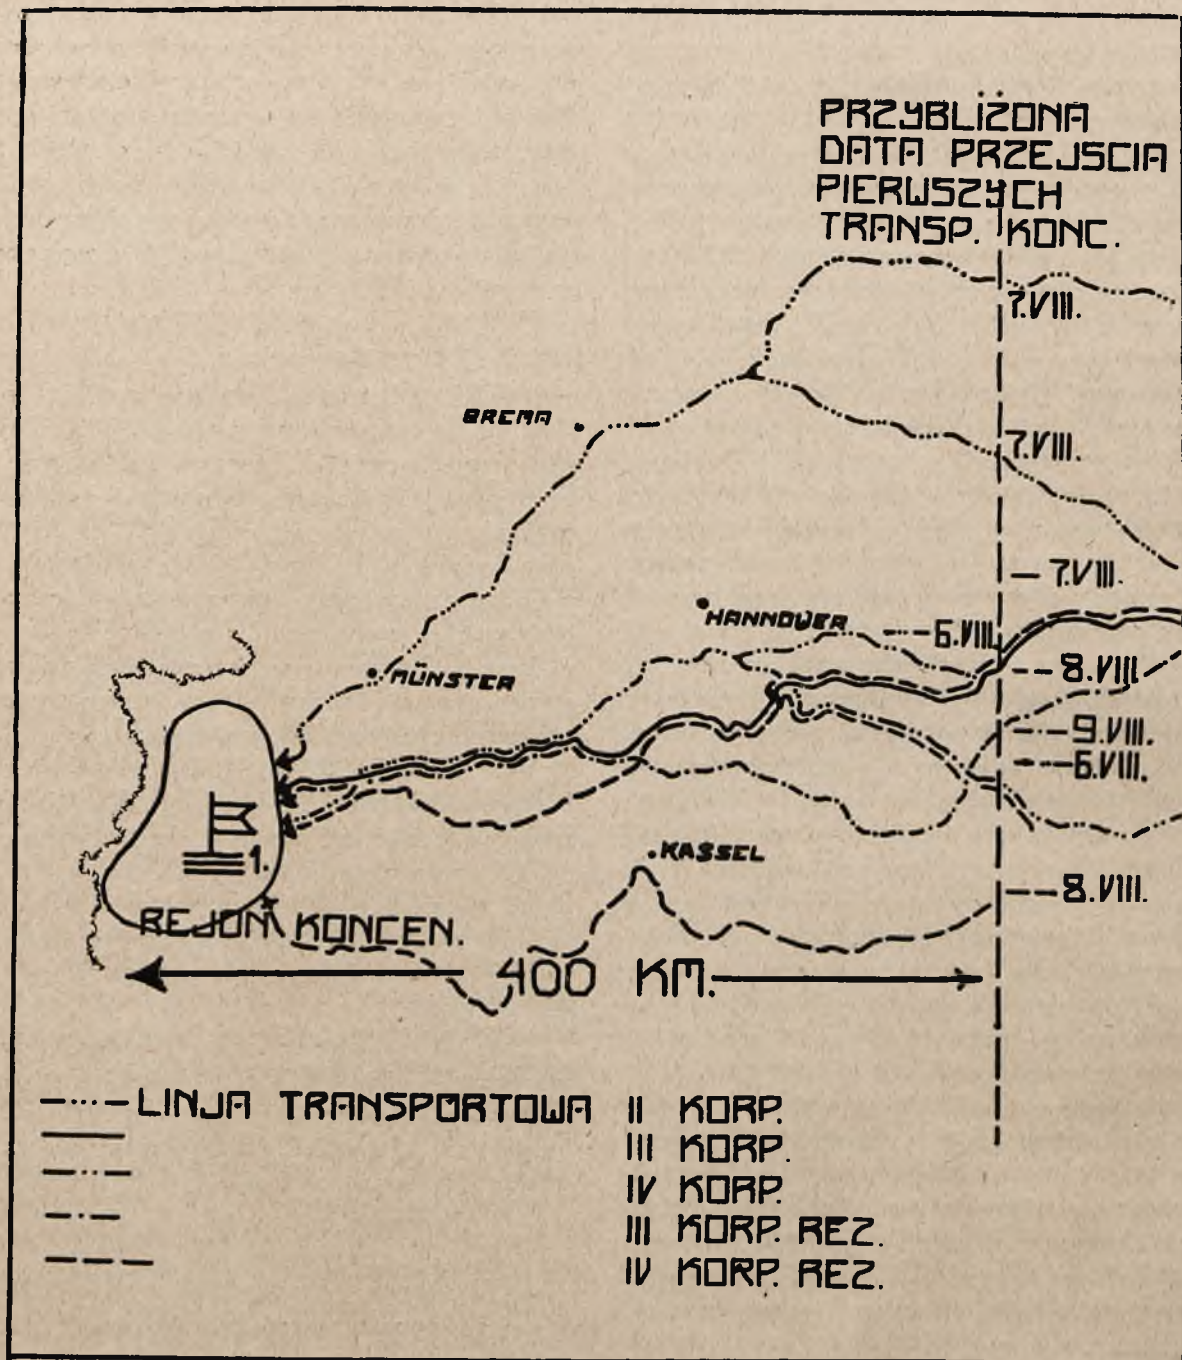 PRZYBLIŻONA
DATA PRZEJSCIA
PIERWSZYCH
TRANSP. KONC.
7.VIII.
BREMA
7.VIII.
7.VIII.
HANNOWER
6.VIII.
8.VIII.
MÜNSTER
9.VIII.
6.VIII.
1.
KASSEL
8.VIII.
REJON KONCEN.
400 KM.
LINJA TRANSPORTOWA II KORP.
III KORP.
IV KORP.
III KORP. REZ.
IV KORP. REZ.